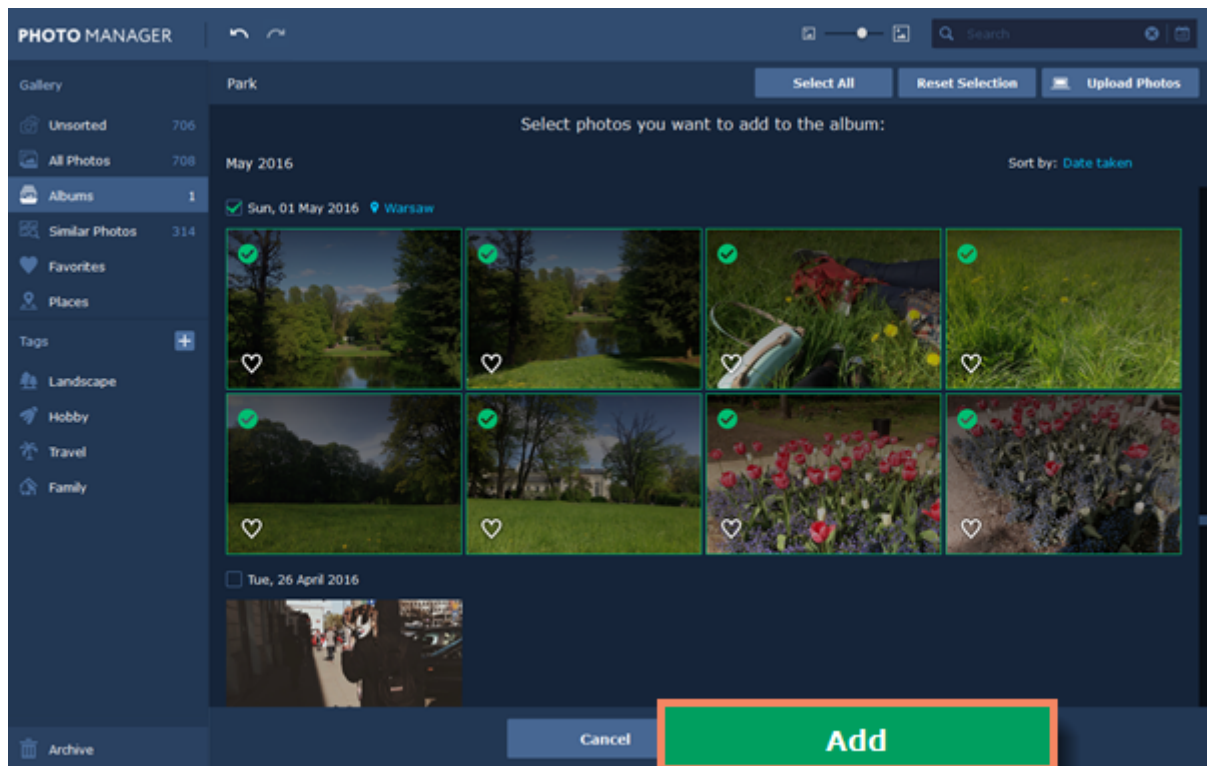 PHOTO MANAGER
Search
Gallery
Park
Select All
Reset Selection
Upload Photos
Select photos you want to add to the album:
Unsorted 706
All Photos 708
Albums 1
Similar Photos 314
Favorites
Places
Tags
Landscape
Hobby
Travel
Family
Archive
May 2016
Sort by: Date taken
Sun, 01 May 2016 Warsaw
Tue, 26 April 2016
Cancel
Add